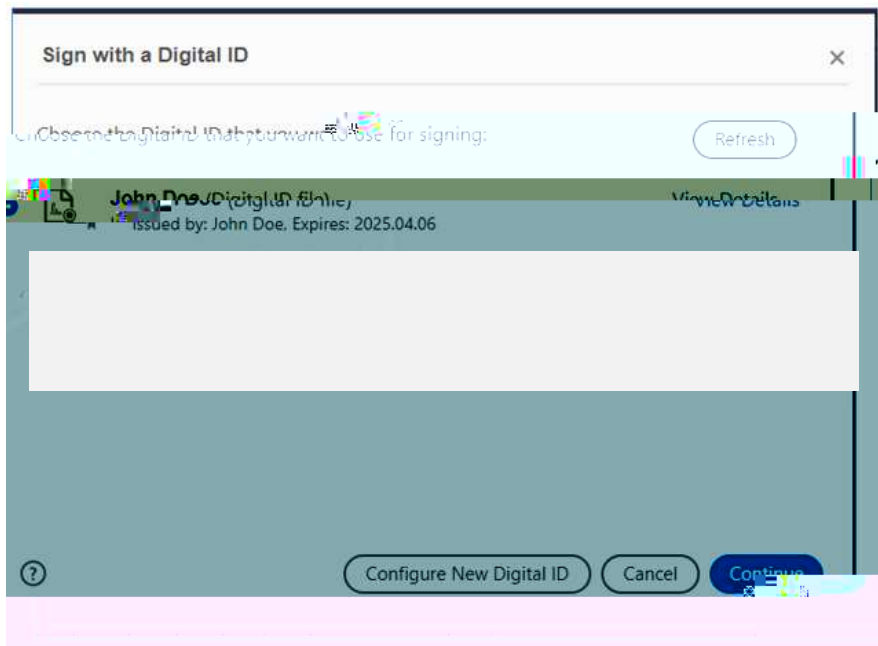 Sign with a Digital ID
Choose the Digital ID that you want to use for signing:
Refresh
John Doe (Digital ID file)
View Details
Issued by: John Doe, Expires: 2025.04.06
Configure New Digital ID
Cancel
Continue